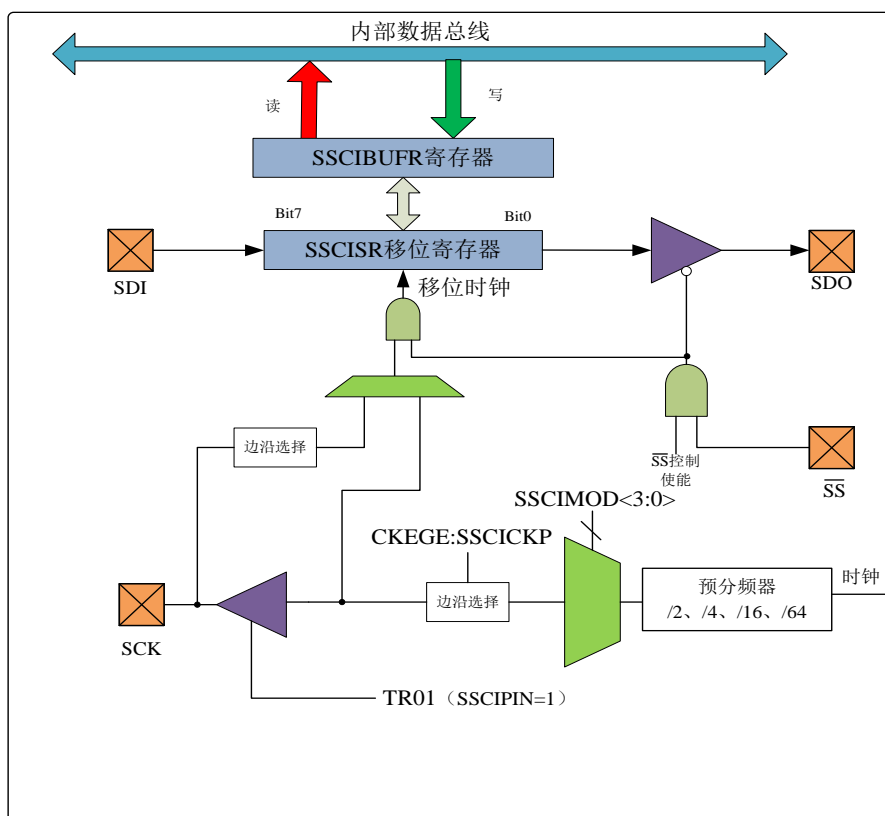 内部数据总线
读
写
SSCIBUFR寄存器
Bit7
Bit0
SSCISR移位寄存器
SDI
SDO
移位时钟
边沿选择
SS控制
使能
SS
SSCIMOD<3:0>
CKEGE:SSCICKP
边沿选择
预分频器
/2、/4、/16、/64
时钟
SCK
TR01（SSCIPIN=1）